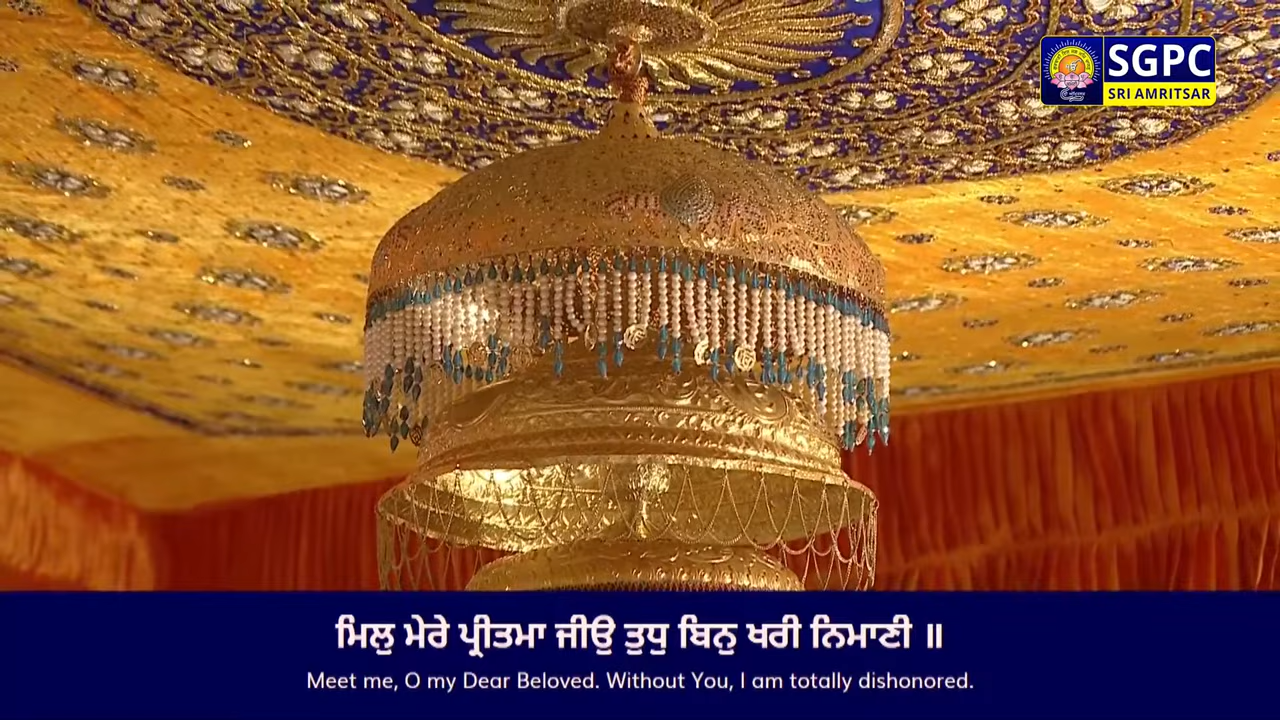 SGPC
SRI AMRITSAR
ਮਿਲੁ ਮੇਰੇ ਪ੍ਰੀਤਮਾ ਜੀਉ ਤੁਧੁ ਬਿਨੁ ਖਰੀ ਨਿਮਾਣੀ ॥
Meet me, O my Dear Beloved. Without You, I am totally dishonored.